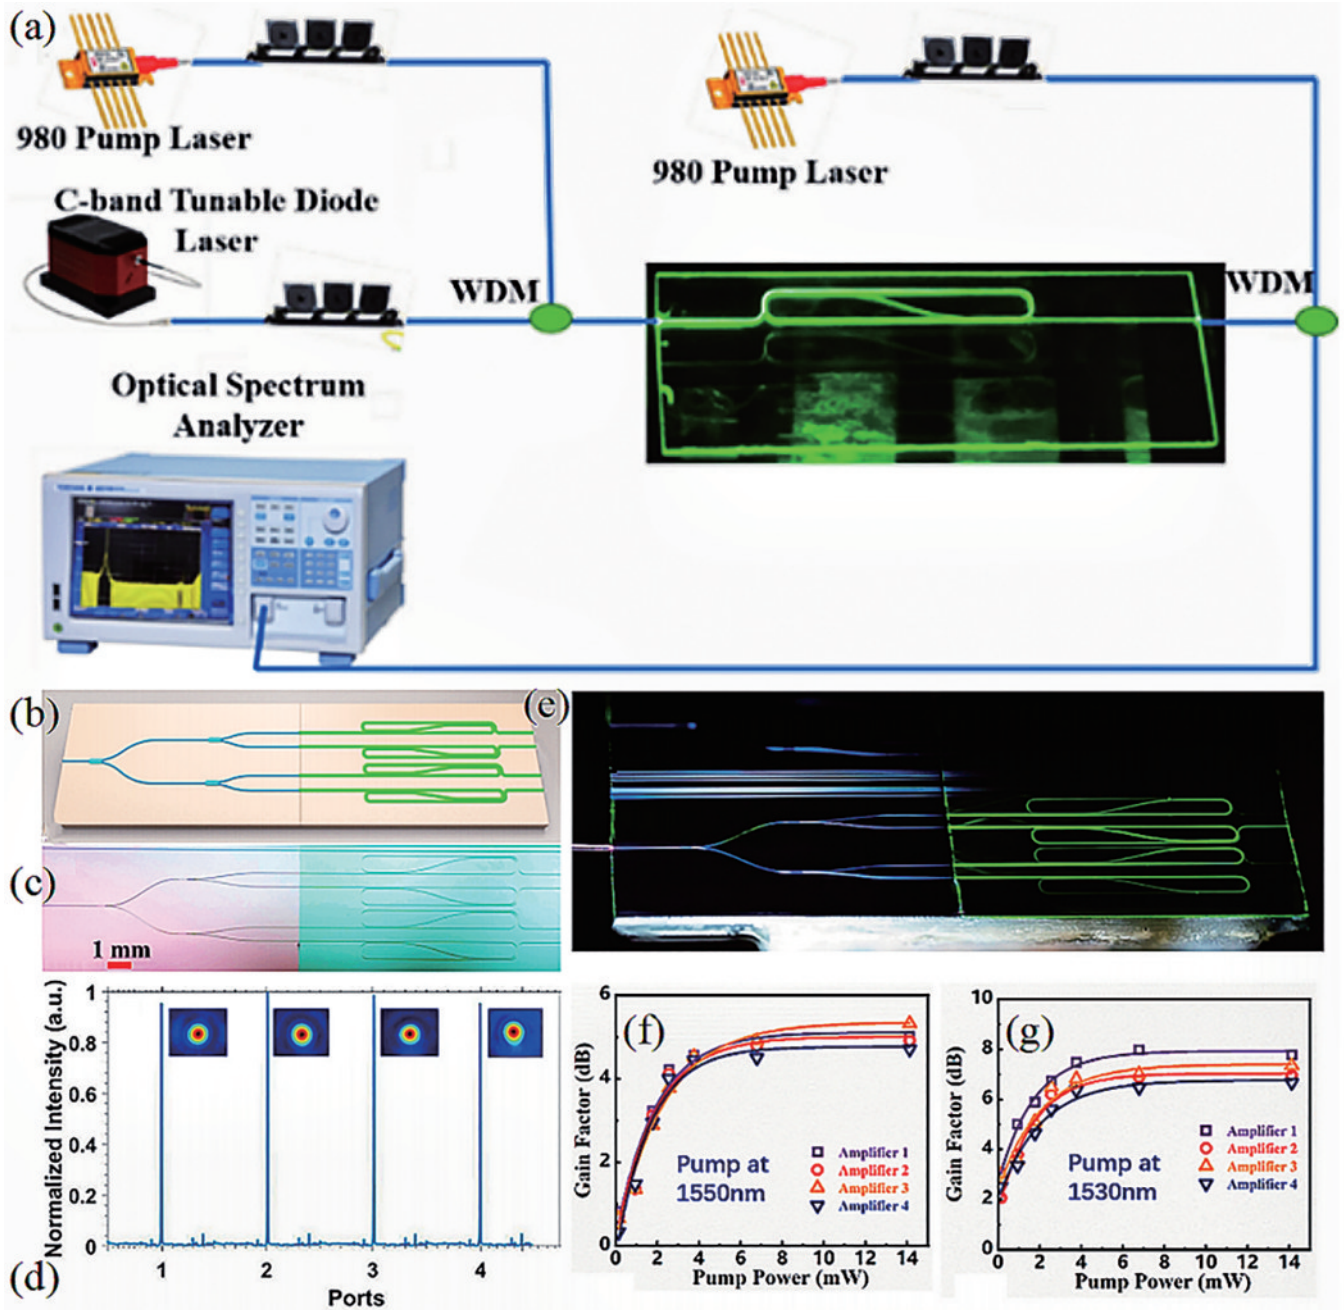 (a)
980 Pump Laser
980 Pump Laser
C-band Tunable Diode
Laser
WDM
WDM
Optical Spectrum
Analyzer
(b)
(e)
(c)
1 mm
(d)
Normalized Intensity (a.u.)
1
0.8
0.6
0.4
0.2
0
1
2
3
4
Ports
(f)
Gain Factor (dB)
6
4
2
0
Pump at
1550nm
Amplifier 1
Amplifier 2
Amplifier 3
Amplifier 4
0
2
4
6
8
10
12
14
Pump Power (mW)
(g)
Gain Factor (dB)
10
8
6
4
2
0
Pump at
1530nm
Amplifier 1
Amplifier 2
Amplifier 3
Amplifier 4
0
2
4
6
8
10
12
14
Pump Power (mW)